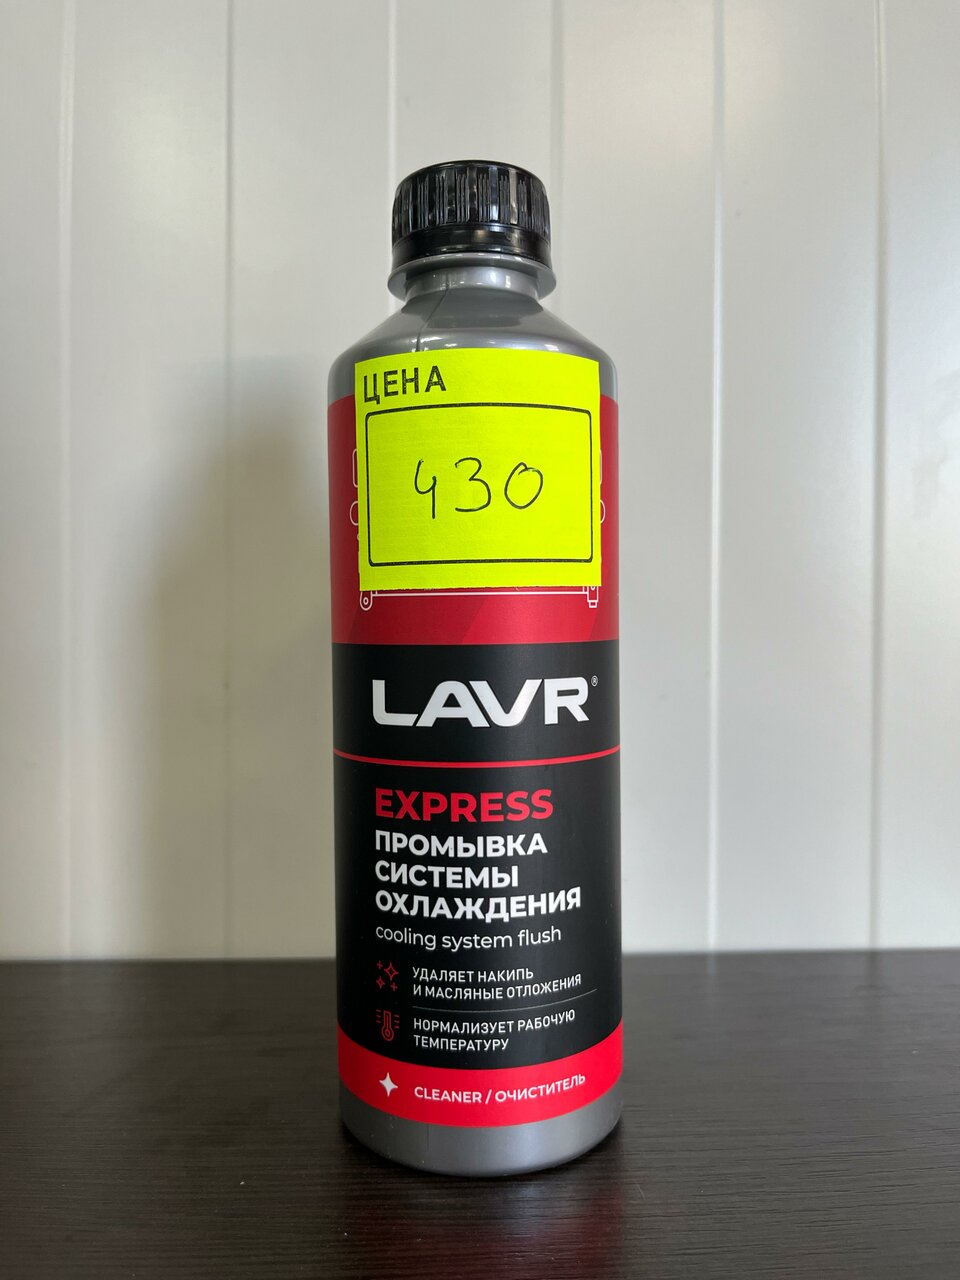 ЦЕНА
430
LAVR®
EXPRESS
ПРОМЫВКА
СИСТЕМЫ
ОХЛАЖДЕНИЯ
cooling system flush
УДАЛЯЕТ НАКИПЬ
И МАСЛЯНЫЕ ОТЛОЖЕНИЯ
НОРМАЛИЗУЕТ РАБОЧУЮ
ТЕМПЕРАТУРУ
CLEANER / ОЧИСТИТЕЛЬ